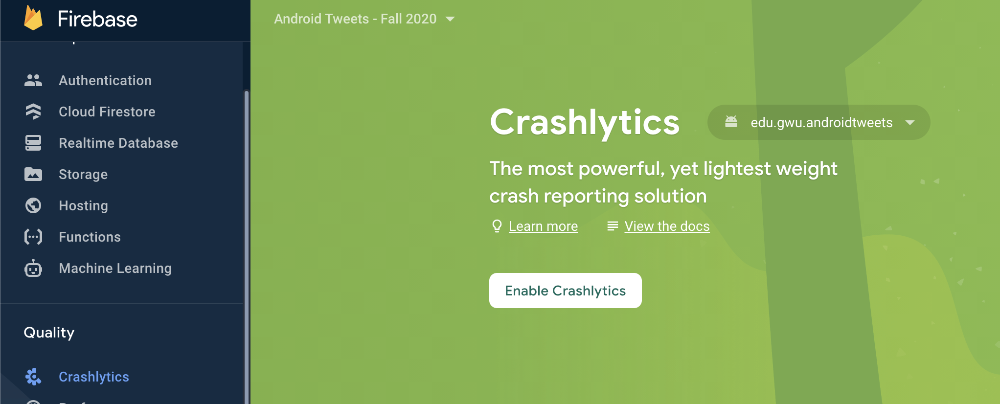 Firebase
Authentication
Cloud Firestore
Realtime Database
Storage
Hosting
Functions
Machine Learning
Quality
Crashlytics
Android Tweets - Fall 2020
Crashlytics
edu.gwu.androidtweets
The most powerful, yet lightest weight
crash reporting solution
Learn more
View the docs
Enable Crashlytics